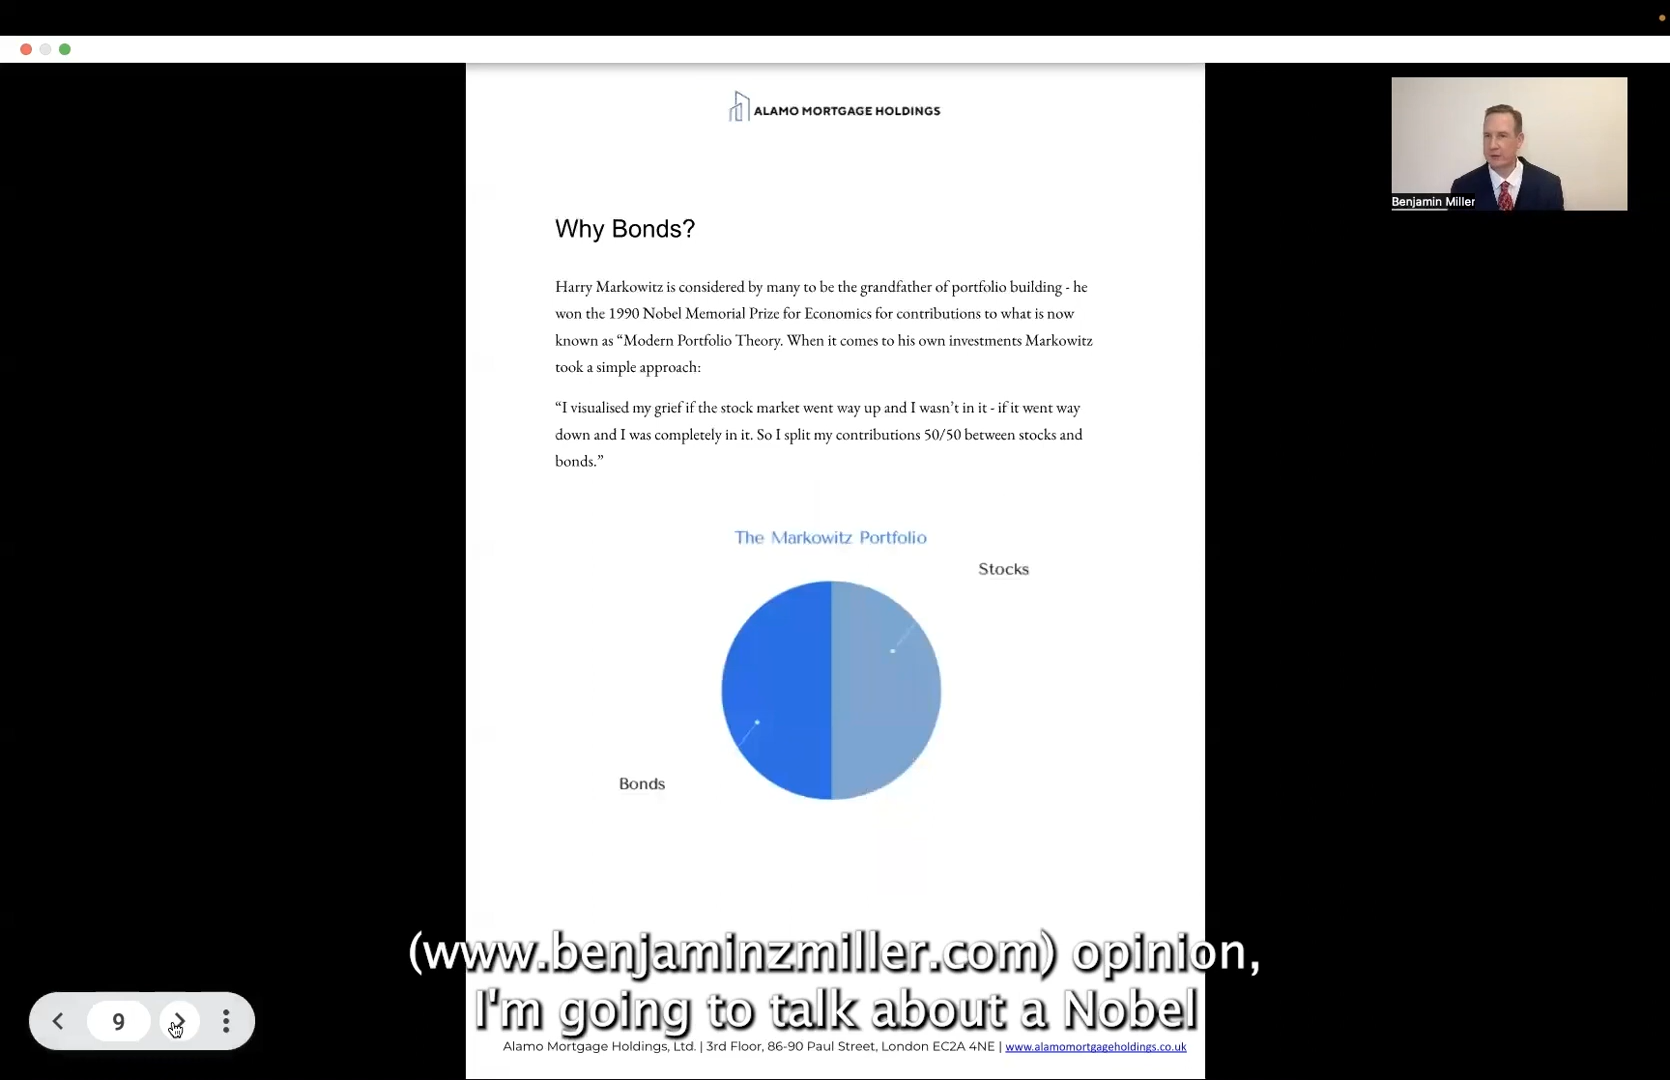 ALAMO MORTGAGE HOLDINGS
Benjamin Miller
Why Bonds?
Harry Markowitz is considered by many to be the grandfather of portfolio building - he
won the 1990 Nobel Memorial Prize for Economics for contributions to what is now
known as “Modern Portfolio Theory. When it comes to his own investments Markowitz
took a simple approach:
“I visualised my grief if the stock market went way up and I wasn’t in it - if it went way
down and I was completely in it. So I split my contributions 50/50 between stocks and
bonds.”
The Markowitz Portfolio
Stocks
Bonds
(www.benjaminzmiller.com) opinion,
I'm going to talk about a Nobel
9
Alamo Mortgage Holdings, Ltd. | 3rd Floor, 86-90 Paul Street, London EC2A 4NE | www.alamomortgageholdings.co.uk